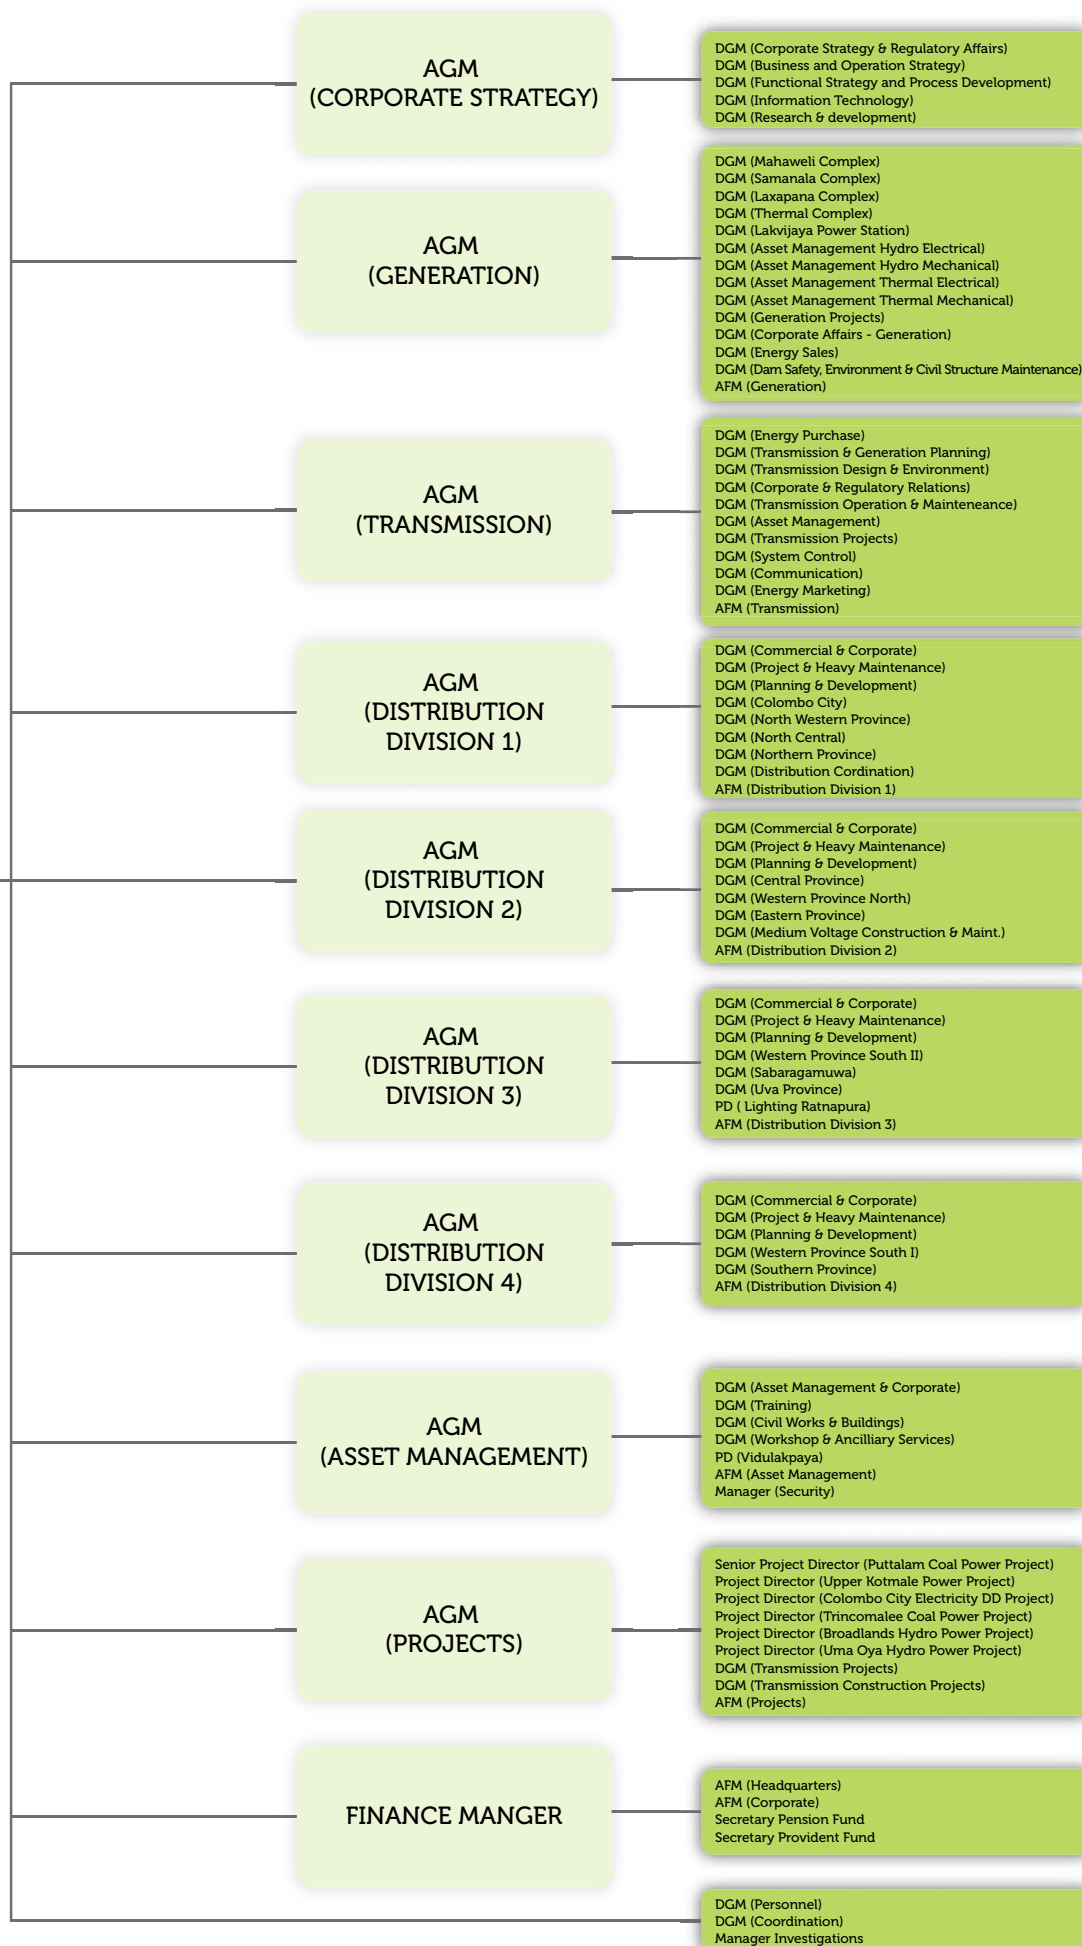 AGM
(CORPORATE STRATEGY)
DGM (Corporate Strategy & Regulatory Affairs)
DGM (Business and Operation Strategy)
DGM (Functional Strategy and Process Development)
DGM (Information Technology)
DGM (Research & development)
AGM
(GENERATION)
DGM (Mahaweli Complex)
DGM (Samanala Complex)
DGM (Laxapana Complex)
DGM (Thermal Complex)
DGM (Lakvijaya Power Station)
DGM (Asset Management Hydro Electrical)
DGM (Asset Management Hydro Mechanical)
DGM (Asset Management Thermal Electrical)
DGM (Asset Management Thermal Mechanical)
DGM (Generation Projects)
DGM (Corporate Affairs - Generation)
DGM (Energy Sales)
DGM (Dam Safety, Environment & Civil Structure Maintenance)
AFM (Generation)
AGM
(TRANSMISSION)
DGM (Energy Purchase)
DGM (Transmission & Generation Planning)
DGM (Transmission Design & Environment)
DGM (Corporate & Regulatory Relations)
DGM (Transmission Operation & Mainteneance)
DGM (Asset Management)
DGM (Transmission Projects)
DGM (System Control)
DGM (Communication)
DGM (Energy Marketing)
AFM (Transmission)
AGM
(DISTRIBUTION
DIVISION 1)
DGM (Commercial & Corporate)
DGM (Project & Heavy Maintenance)
DGM (Planning & Development)
DGM (Colombo City)
DGM (North Western Province)
DGM (North Central)
DGM (Northern Province)
DGM (Distribution Cordination)
AFM (Distribution Division 1)
AGM
(DISTRIBUTION
DIVISION 2)
DGM (Commercial & Corporate)
DGM (Project & Heavy Maintenance)
DGM (Planning & Development)
DGM (Central Province)
DGM (Western Province North)
DGM (Eastern Province)
DGM (Medium Voltage Construction & Maint.)
AFM (Distribution Division 2)
AGM
(DISTRIBUTION
DIVISION 3)
DGM (Commercial & Corporate)
DGM (Project & Heavy Maintenance)
DGM (Planning & Development)
DGM (Western Province South II)
DGM (Sabaragamuwa)
DGM (Uva Province)
PD ( Lighting Ratnapura)
AFM (Distribution Division 3)
AGM
(DISTRIBUTION
DIVISION 4)
DGM (Commercial & Corporate)
DGM (Project & Heavy Maintenance)
DGM (Planning & Development)
DGM (Western Province South I)
DGM (Southern Province)
AFM (Distribution Division 4)
AGM
(ASSET MANAGEMENT)
DGM (Asset Management & Corporate)
DGM (Training)
DGM (Civil Works & Buildings)
DGM (Workshop & Ancilliary Services)
PD (Vidulakpaya)
AFM (Asset Management)
Manager (Security)
AGM
(PROJECTS)
Senior Project Director (Puttalam Coal Power Project)
Project Director (Upper Kotmale Power Project)
Project Director (Colombo City Electricity DD Project)
Project Director (Trincomalee Coal Power Project)
Project Director (Broadlands Hydro Power Project)
Project Director (Uma Oya Hydro Power Project)
DGM (Transmission Projects)
DGM (Transmission Construction Projects)
AFM (Projects)
FINANCE MANGER
AFM (Headquarters)
AFM (Corporate)
Secretary Pension Fund
Secretary Provident Fund
DGM (Personnel)
DGM (Coordination)
Manager Investigations